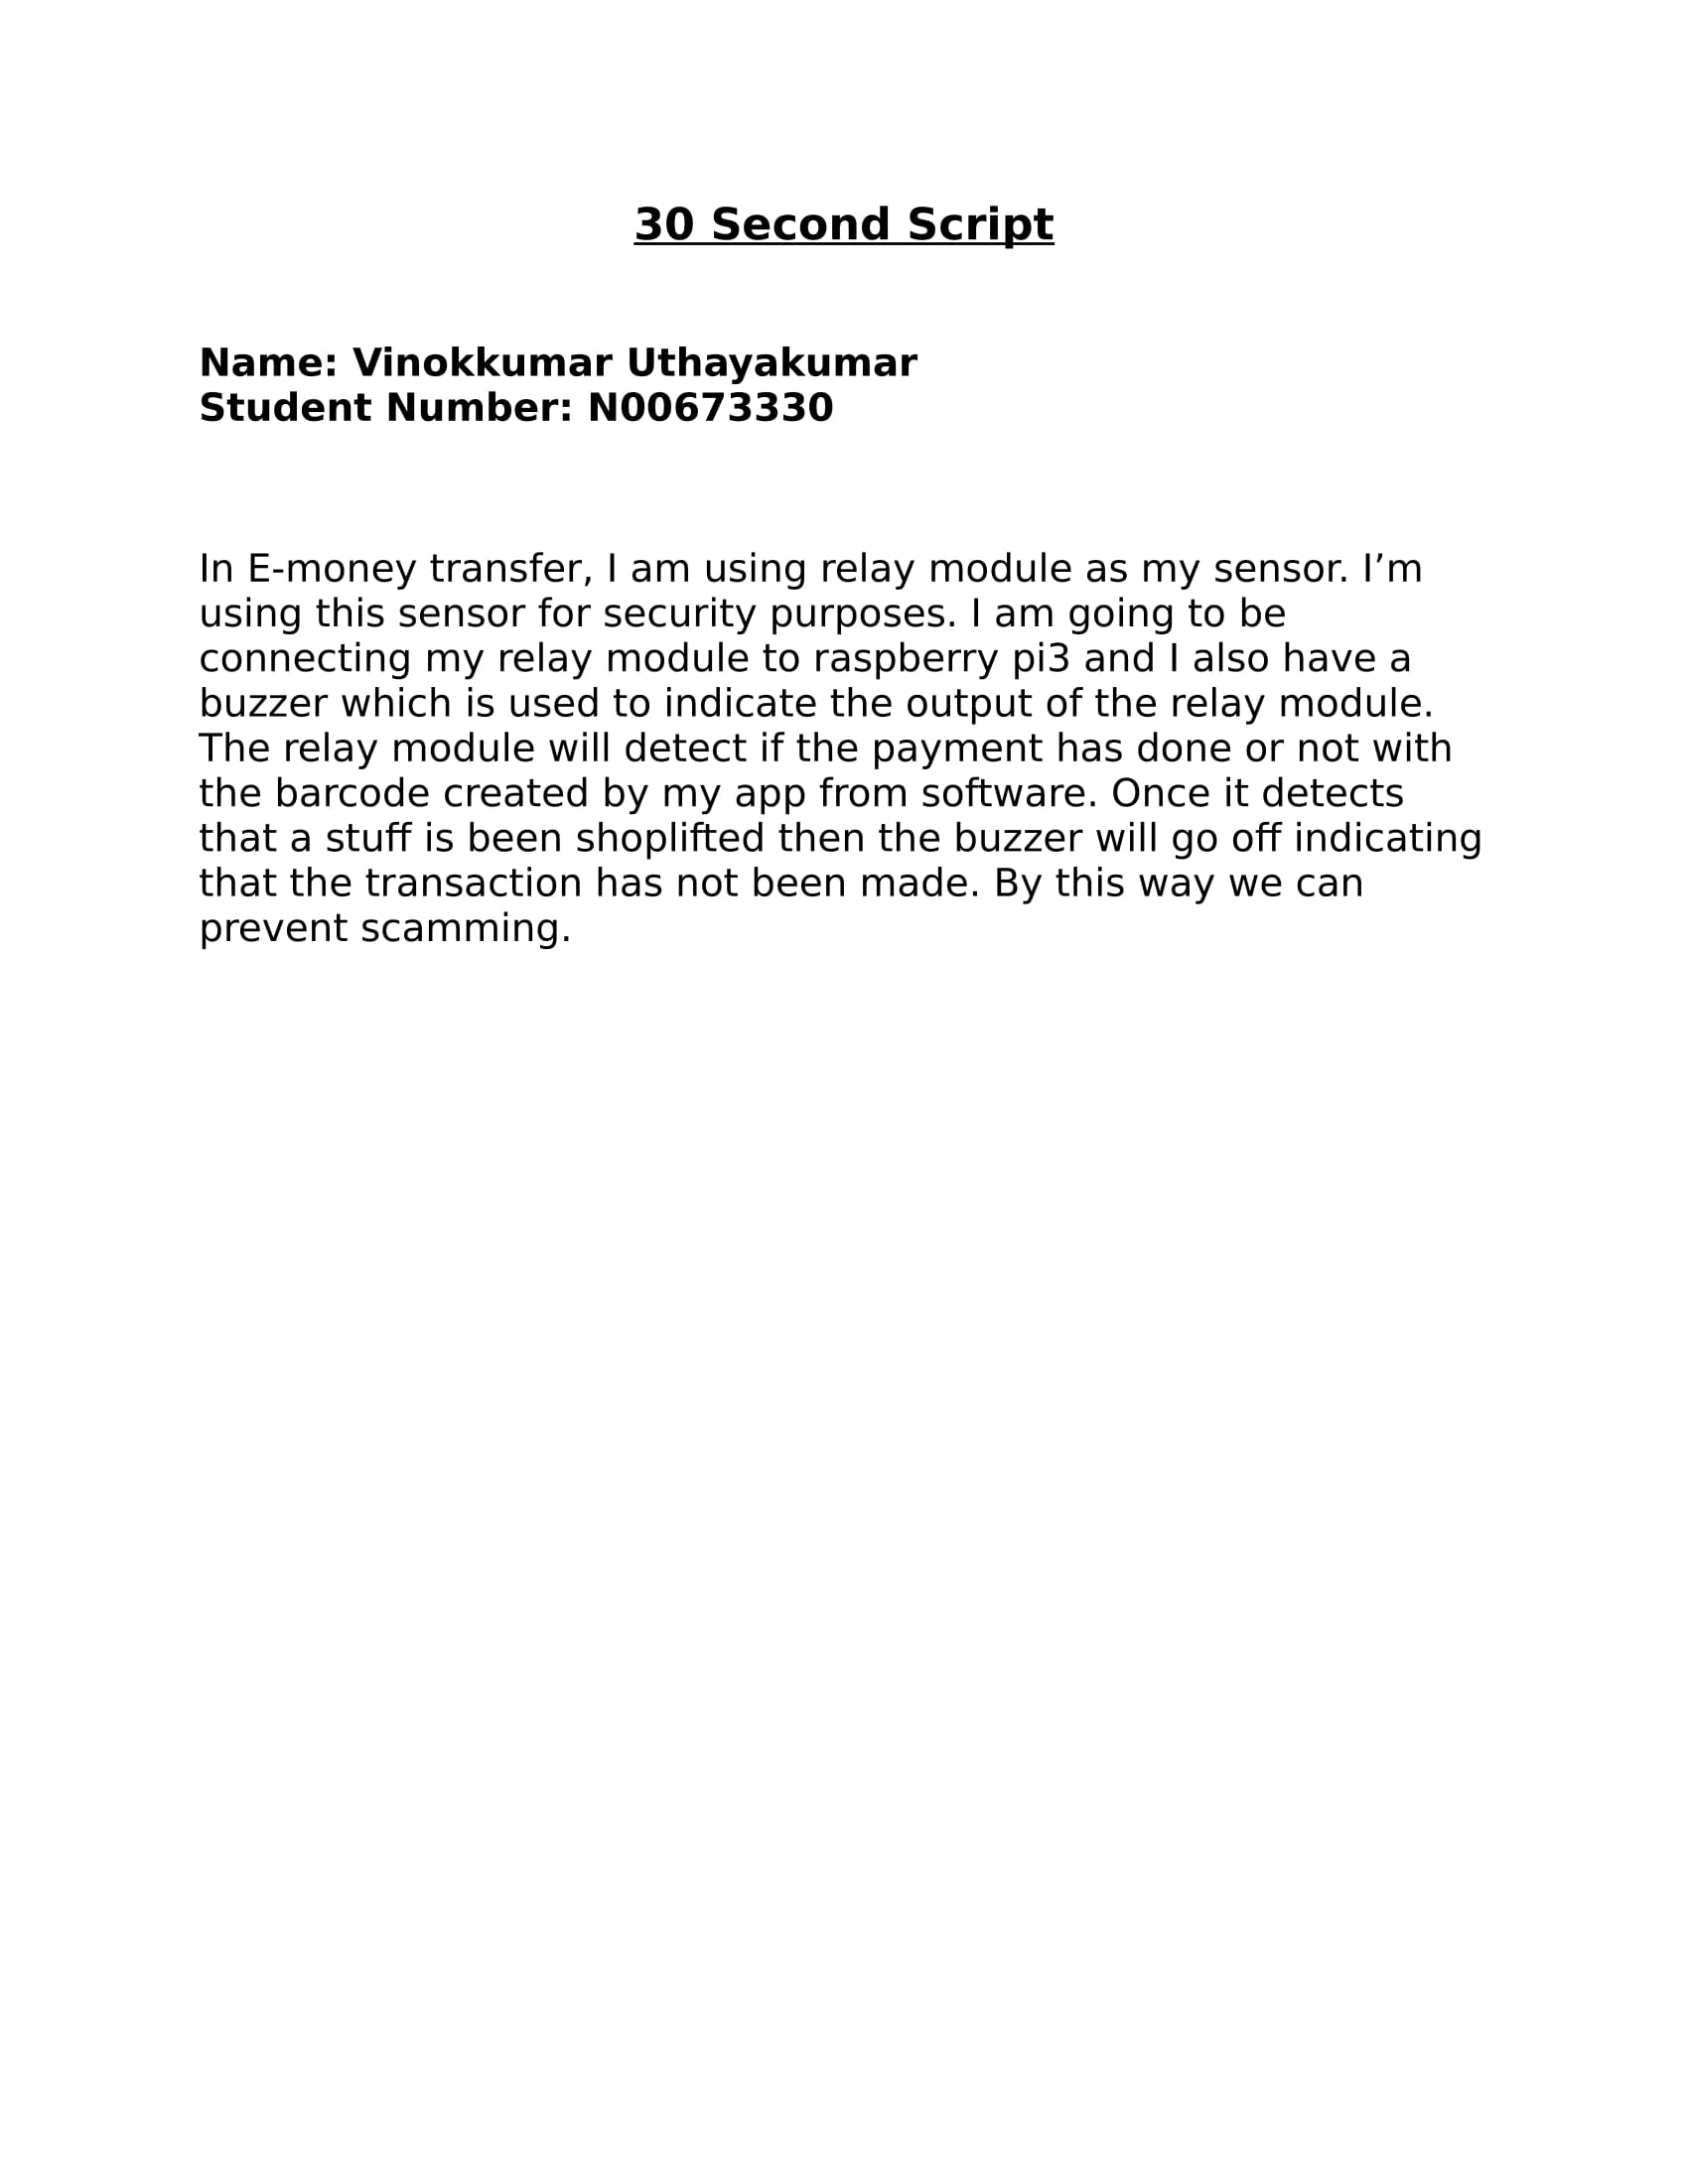 30 Second Script
Name: Vinokkumar Uthayakumar
Student Number: N00673330
In E-money transfer, I am using relay module as my sensor. I’m
using this sensor for security purposes. I am going to be
connecting my relay module to raspberry pi3 and I also have a
buzzer which is used to indicate the output of the relay module.
The relay module will detect if the payment has done or not with
the barcode created by my app from software. Once it detects
that a stuff is been shoplifted then the buzzer will go off indicating
that the transaction has not been made. By this way we can
prevent scamming.